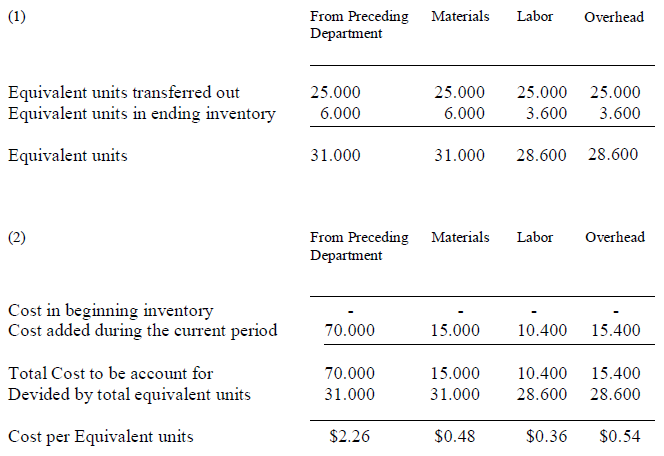 (1) From Preceding Materials Labor Overhead
Department
Equivalent units transferred out 25.000 25.000 25.000 25.000
Equivalent units in ending inventory 6.000 6.000 3.600 3.600
Equivalent units 31.000 31.000 28.600 28.600
(2) From Preceding Materials Labor Overhead
Department
Cost in beginning inventory - - - -
Cost added during the current period 70.000 15.000 10.400 15.400
Total Cost to be account for 70.000 15.000 10.400 15.400
Devided by total equivalent units 31.000 31.000 28.600 28.600
Cost per Equivalent units $2.26 $0.48 $0.36 $0.54